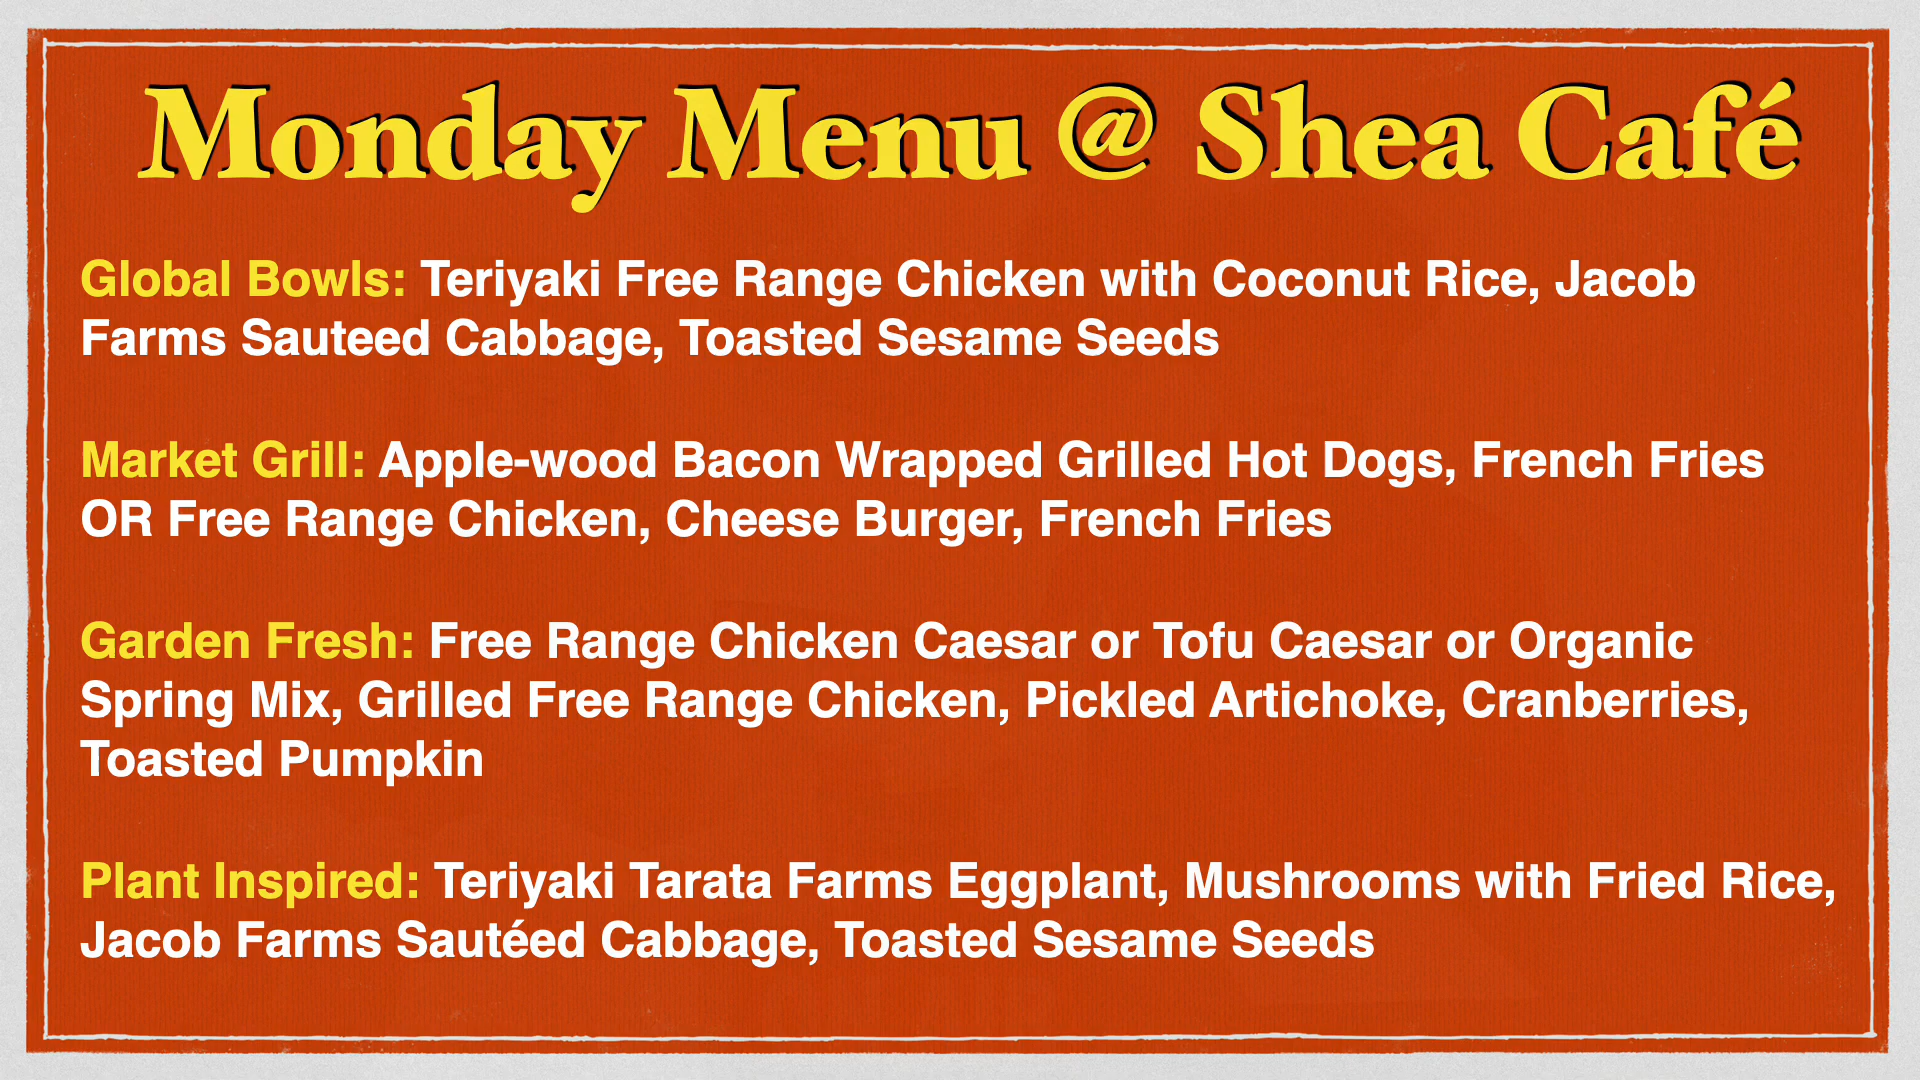 Monday Menu @ Shea Café
Global Bowls: Teriyaki Free Range Chicken with Coconut Rice, Jacob
Farms Sauteed Cabbage, Toasted Sesame Seeds
Market Grill: Apple-wood Bacon Wrapped Grilled Hot Dogs, French Fries
OR Free Range Chicken, Cheese Burger, French Fries
Garden Fresh: Free Range Chicken Caesar or Tofu Caesar or Organic
Spring Mix, Grilled Free Range Chicken, Pickled Artichoke, Cranberries,
Toasted Pumpkin
Plant Inspired: Teriyaki Tarata Farms Eggplant, Mushrooms with Fried Rice,
Jacob Farms Sautéed Cabbage, Toasted Sesame Seeds